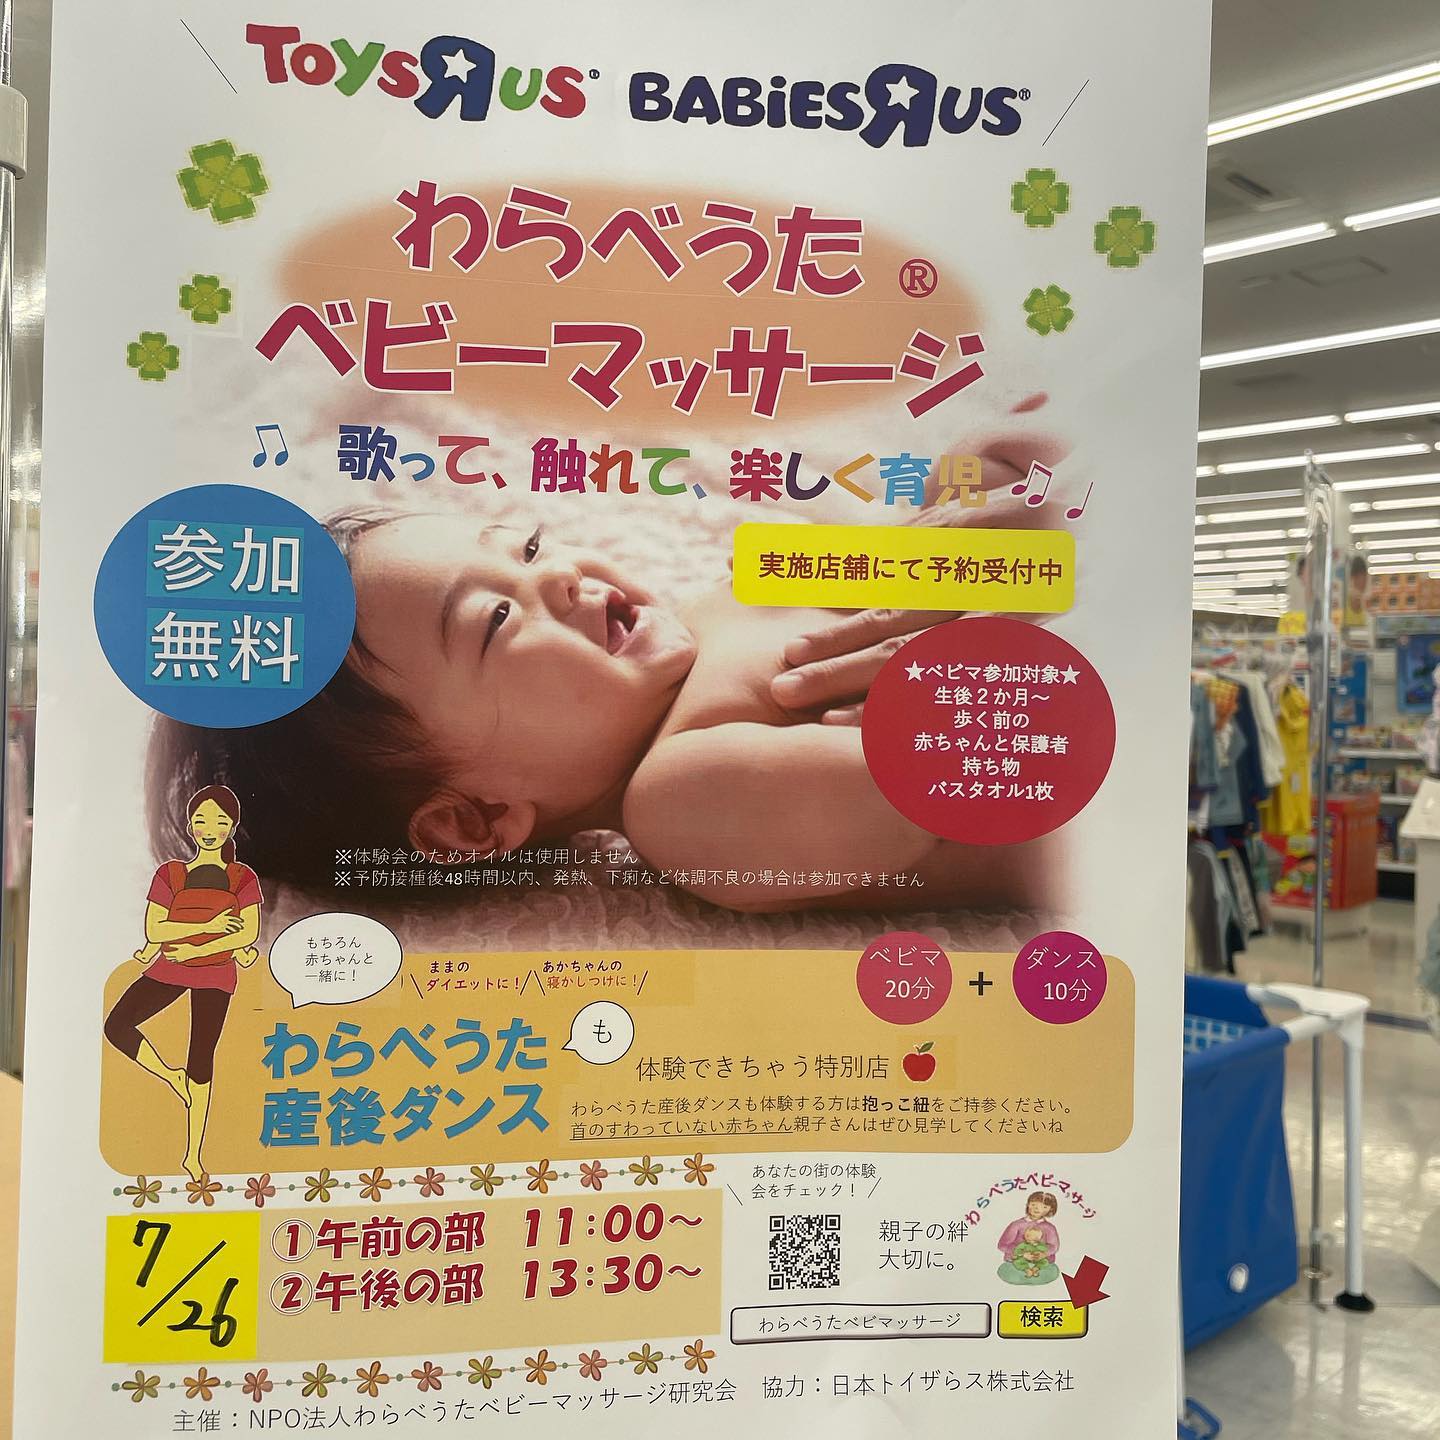 TOYSЯUS® BABIESЯUS®
わらべうた®
ベビーマッサージ
♫ 歌って、触れて、楽しく育児 ♫♩
参加
無料
実施店舗にて予約受付中
★ベビマ参加対象★
生後2か月～
歩く前の
赤ちゃんと保護者
持ち物
バスタオル1枚
※体験会のためオイルは使用しません
※予防接種後48時間以内、発熱、下痢など体調不良の場合は参加できません
もちろん
赤ちゃんと
一緒に！
ままの
ダイエットに！
あかちゃんの
寝かしつけに！
ベビマ
20分
+
ダンス
10分
わらべうた
産後ダンス
も
体験できちゃう特別店
わらべうた産後ダンスも体験する方は抱っこ紐をご持参ください。
首のすわっていない赤ちゃん親子さんはぜひ見学してくださいね
7/26
①午前の部 11:00～
②午後の部 13:30～
あなたの街の体験
会をチェック！
親子の絆
大切に。
わらべうたベビーマッサージ
わらべうたベビマッサージ
検索
主催：NPO法人わらべうたベビーマッサージ研究会 協力：日本トイザらス株式会社